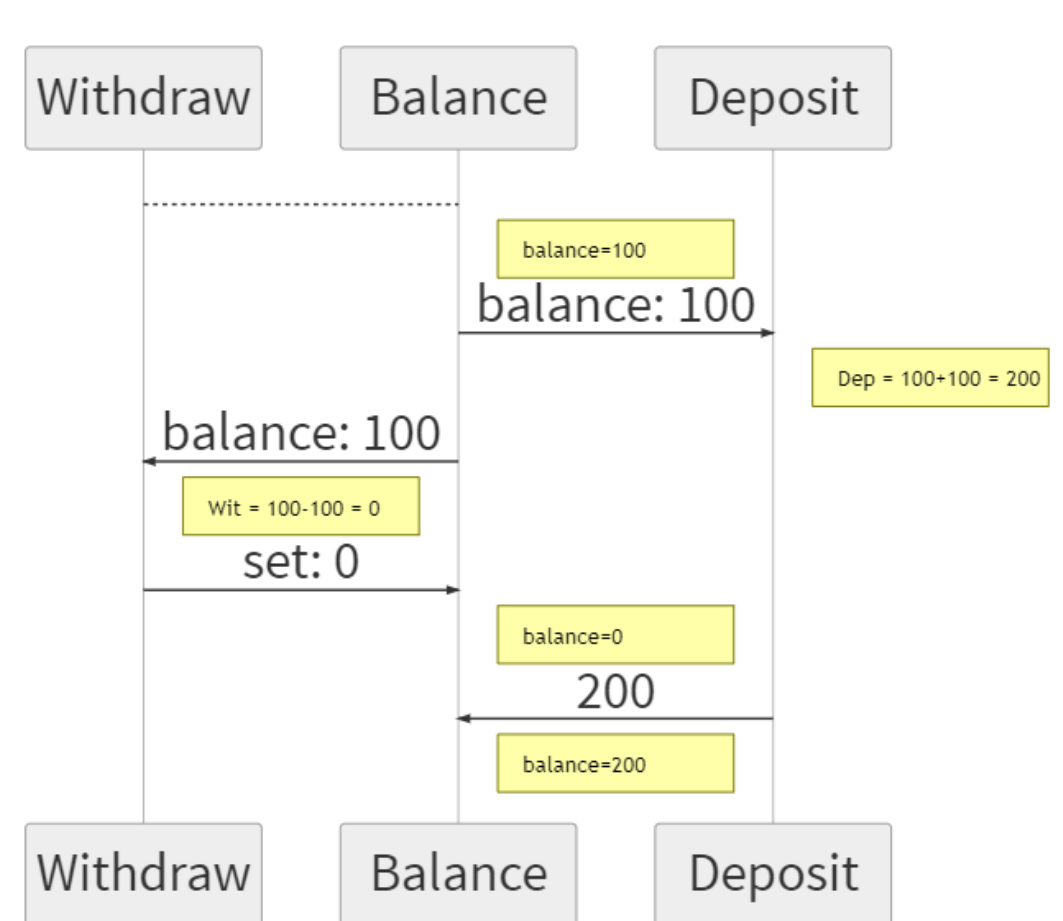 Withdraw
Balance
Deposit
balance=100
balance: 100
Dep = 100+100 = 200
balance: 100
Wit = 100-100 = 0
set: 0
balance=0
200
balance=200
Withdraw
Balance
Deposit